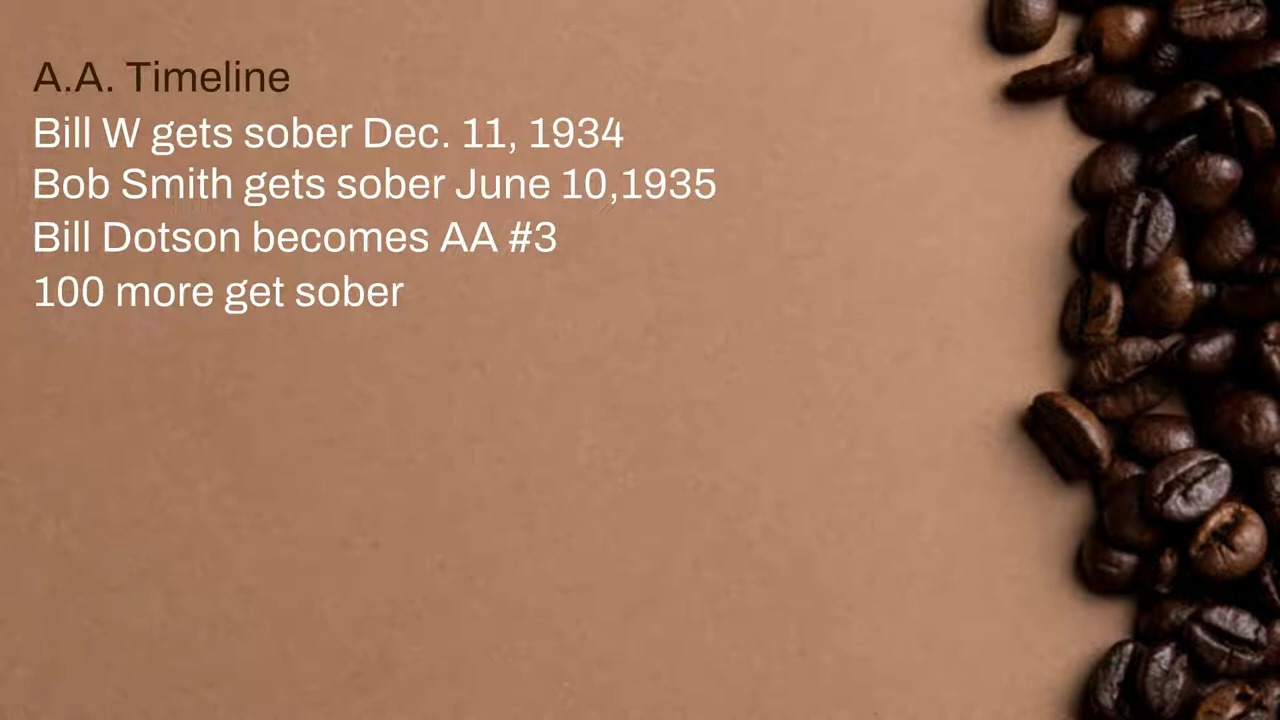 A.A. Timeline
Bill W gets sober Dec. 11, 1934
Bob Smith gets sober June 10,1935
Bill Dotson becomes AA #3
100 more get sober